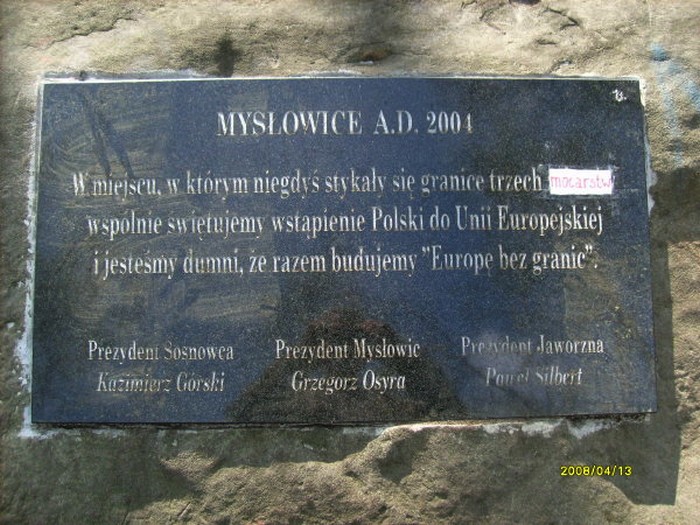 MYSŁOWICE A.D. 2004
W miejscu, w którym niegdyś stykały się granice trzech mocarstw
wspólnie świętujemy wstąpienie Polski do Unii Europejskiej
i jesteśmy dumni, że razem budujemy "Europę bez granic".
Prezydent Sosnowca Prezydent Mysłowic Prezydent Jaworzna
Kazimierz Górski Grzegorz Osyra Paweł Silbert
2008/04/13